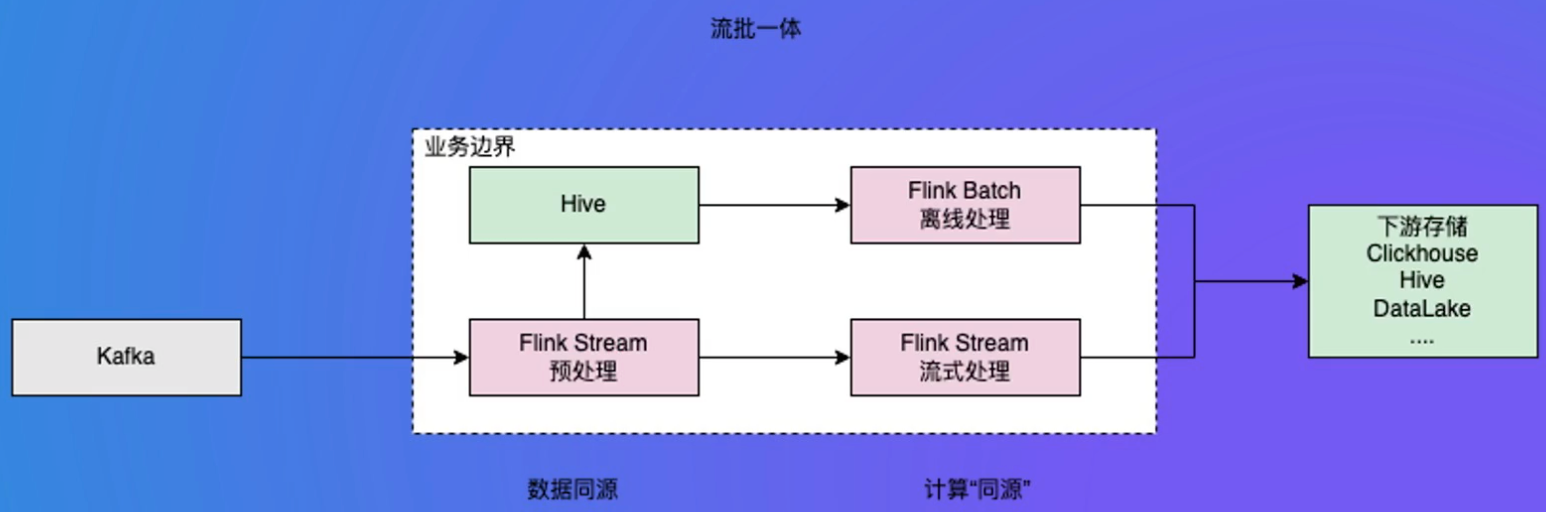 流批一体
业务边界
Hive
Flink Batch
离线处理
Kafka
Flink Stream
预处理
Flink Stream
流式处理
下游存储
Clickhouse
Hive
DataLake
....
数据同源
计算“同源”